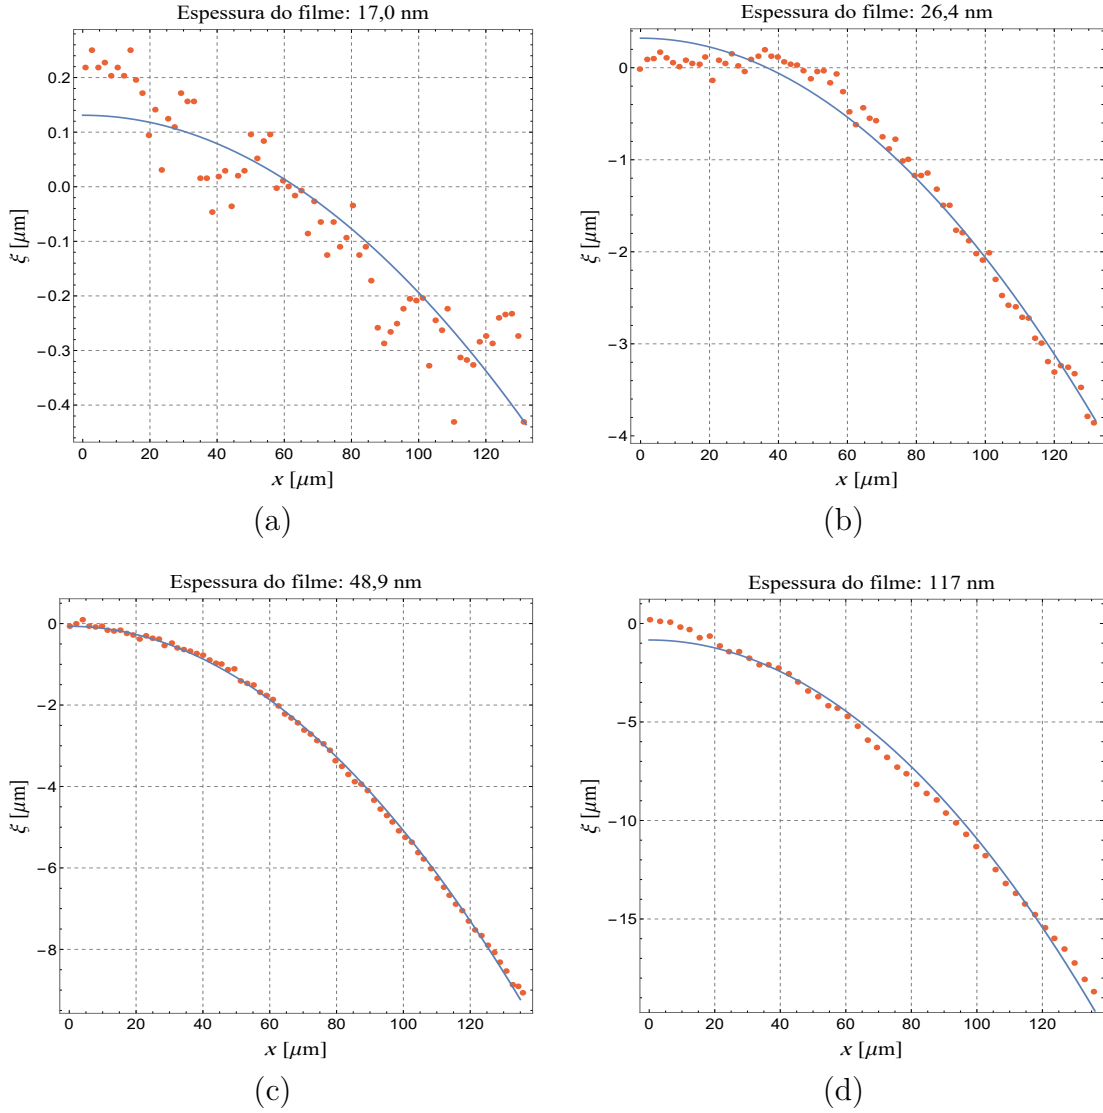 Espessura do filme: 17,0 nm
0.2
0.1
0.0
−0.1
−0.2
−0.3
−0.4
ξ [μm]
0 20 40 60 80 100 120
x [μm]
(a)
Espessura do filme: 26,4 nm
0
−1
−2
−3
−4
ξ [μm]
0 20 40 60 80 100 120
x [μm]
(b)
Espessura do filme: 48,9 nm
0
−2
−4
−6
−8
ξ [μm]
0 20 40 60 80 100 120
x [μm]
(c)
Espessura do filme: 117 nm
0
−5
−10
−15
ξ [μm]
0 20 40 60 80 100 120
x [μm]
(d)